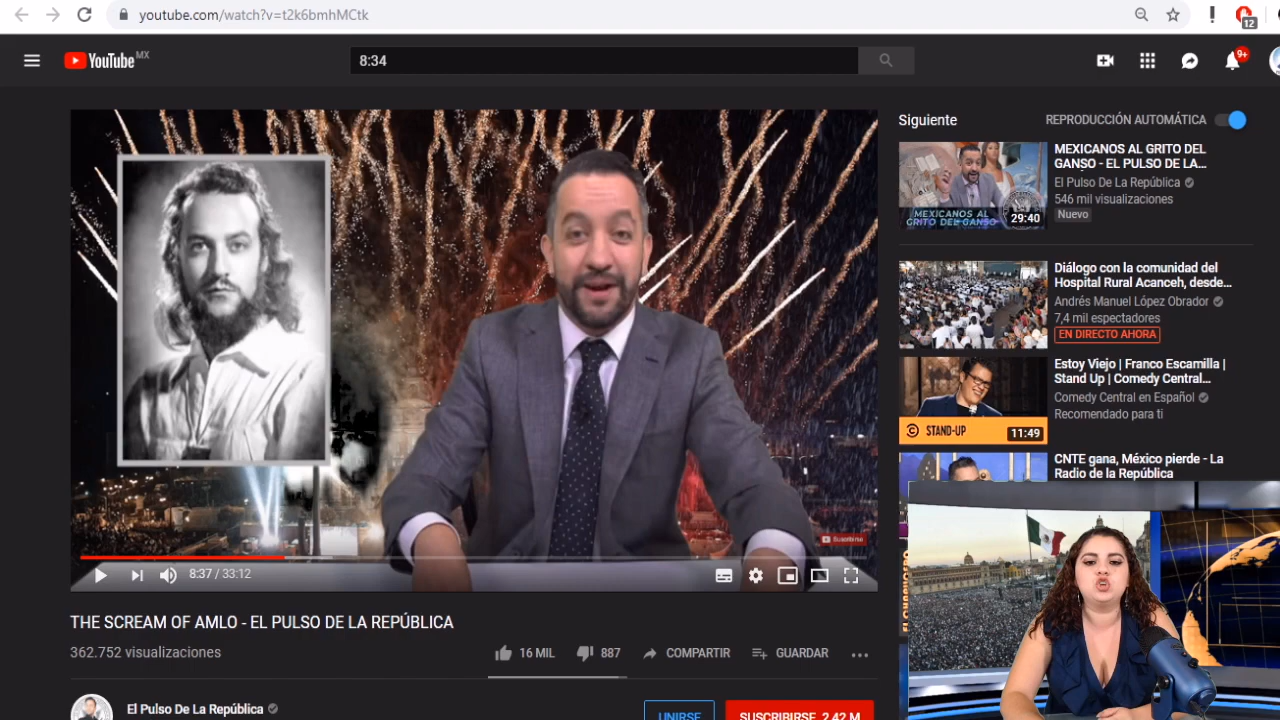 youtube.com/watch?v=t2k6bmhMCtk
12
YouTube MX
8:34
9+
Siguiente
REPRODUCCIÓN AUTOMÁTICA
MEXICANOS AL GRITO DEL
GANSO - EL PULSO DE LA...
El Pulso De La República
546 mil visualizaciones
Nuevo
MEXICANOS AL
GRITO DEL GANSO
29:40
Diálogo con la comunidad del
Hospital Rural Acanceh, desde...
Andrés Manuel López Obrador
7,4 mil espectadores
EN DIRECTO AHORA
Estoy Viejo | Franco Escamilla |
Stand Up | Comedy Central...
Comedy Central en Español
Recomendado para ti
STAND-UP
11:49
CNTE gana, México pierde - La
Radio de la República
Suscribirse
8:37 / 33:12
THE SCREAM OF AMLO - EL PULSO DE LA REPÚBLICA
362.752 visualizaciones
16 MIL
887
COMPARTIR
GUARDAR
El Pulso De La República
UNIRSE
SUSCRIBIRSE 2,42 M